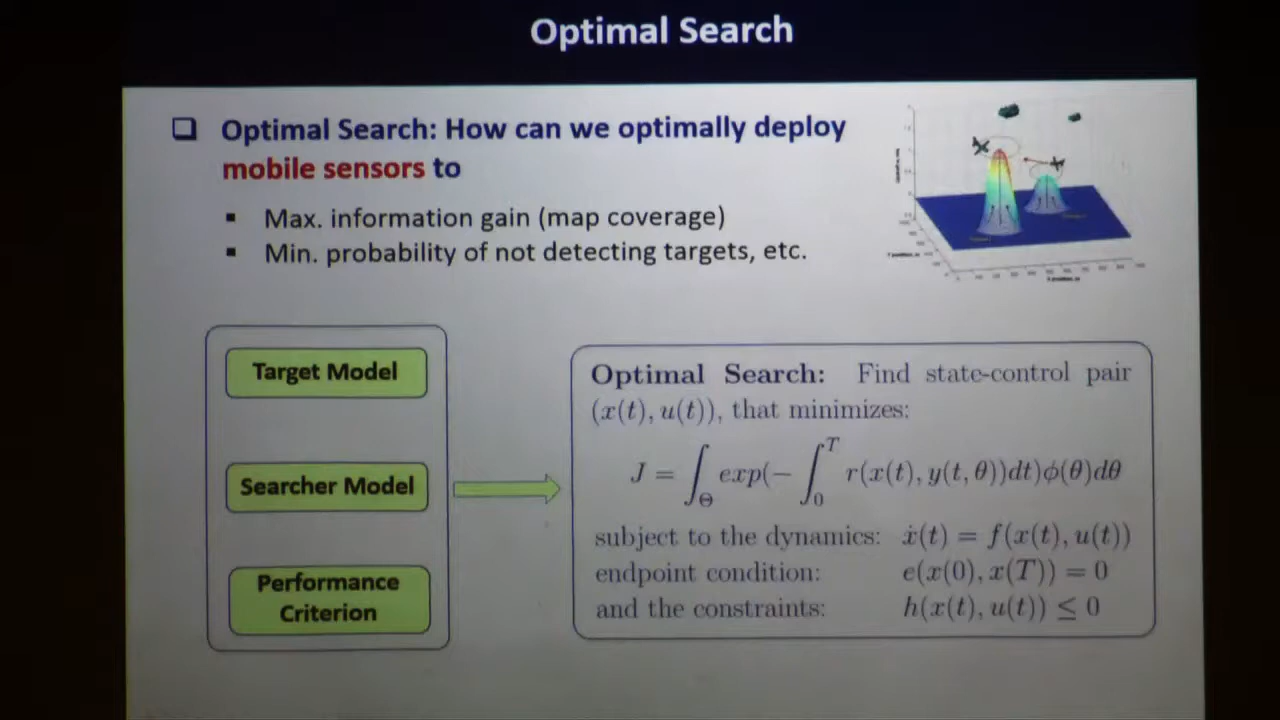 Optimal Search
❑ Optimal Search: How can we optimally deploy
mobile sensors to
▪ Max. information gain (map coverage)
▪ Min. probability of not detecting targets, etc.
Target Model
Searcher Model
Performance
Criterion
Optimal Search: Find state-control pair
(x(t), u(t)), that minimizes:
J = ∫_Θ exp(− ∫_0^T r(x(t), y(t, θ))dt)ϕ(θ)dθ
subject to the dynamics: ẋ(t) = f(x(t), u(t))
endpoint condition: e(x(0), x(T)) = 0
and the constraints: h(x(t), u(t)) ≤ 0